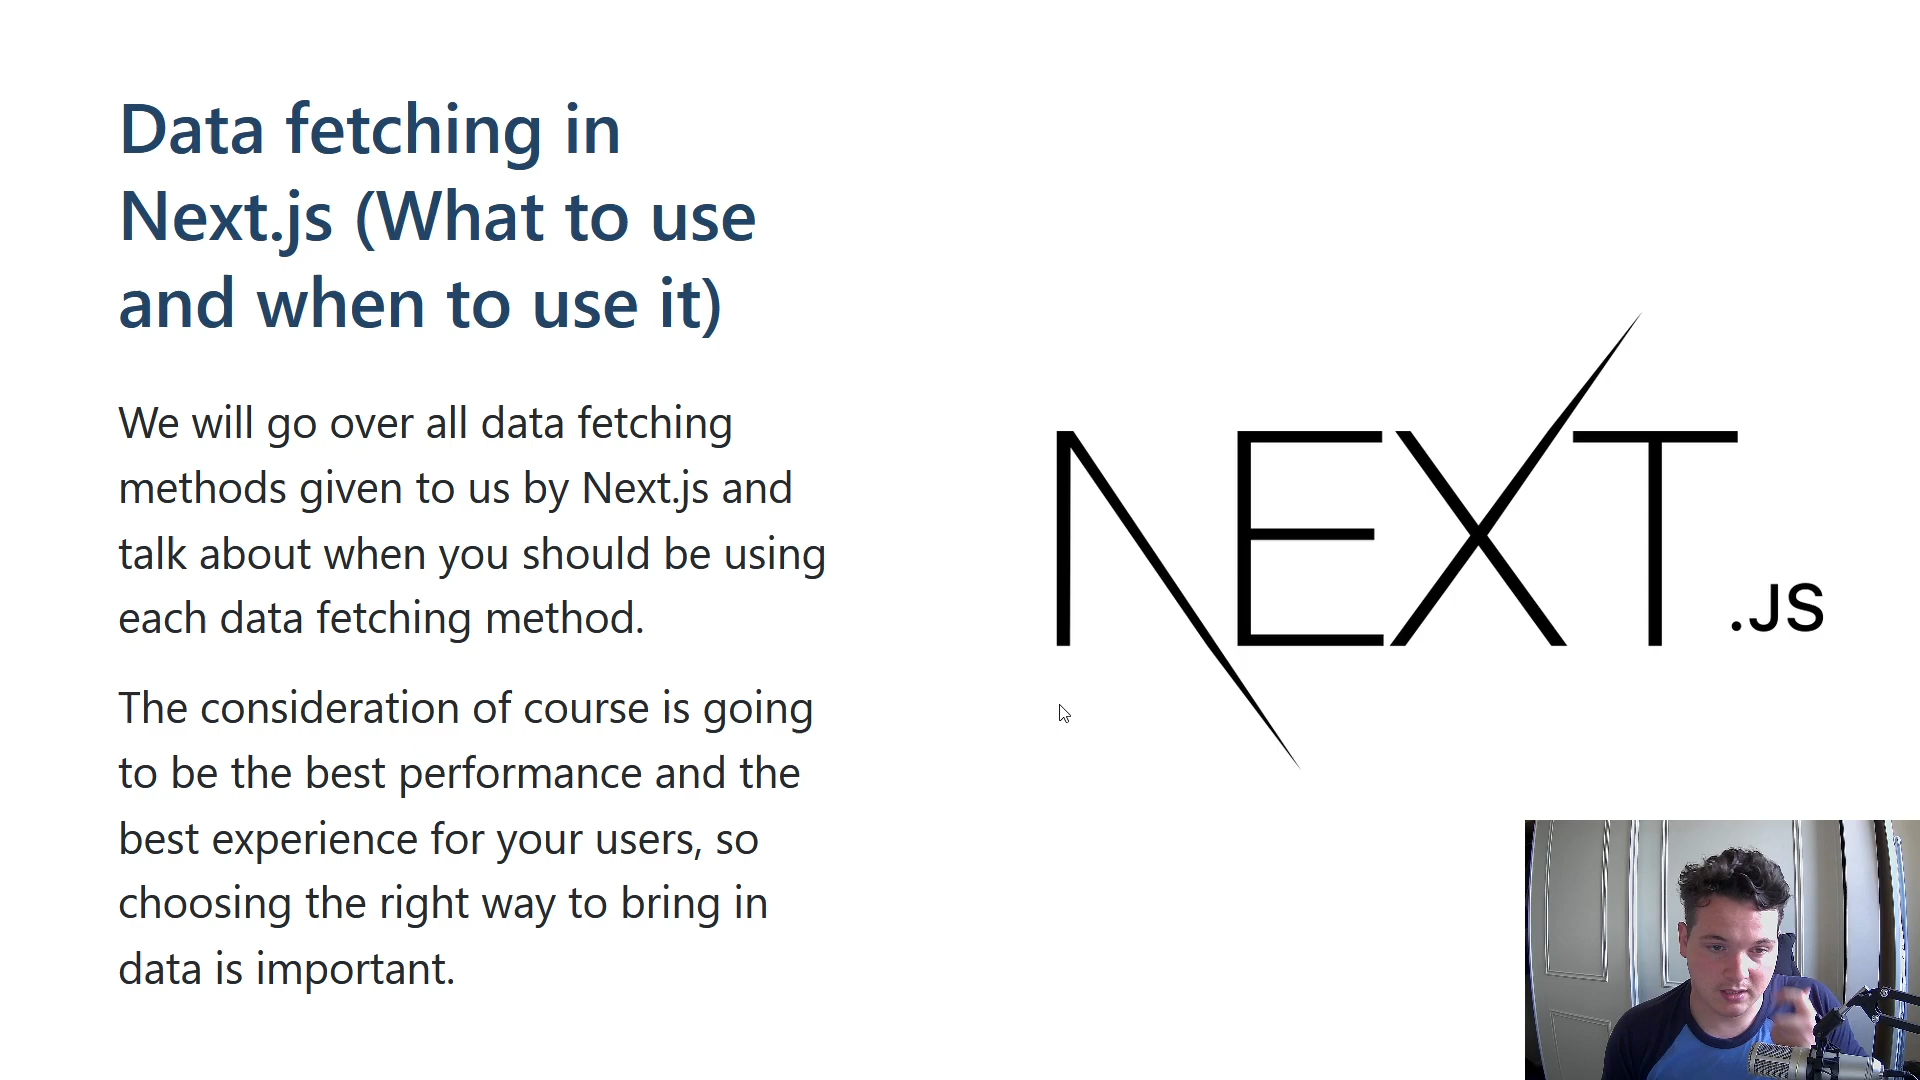 Data fetching in
Next.js (What to use
and when to use it)
We will go over all data fetching
methods given to us by Next.js and
talk about when you should be using
each data fetching method.
The consideration of course is going
to be the best performance and the
best experience for your users, so
choosing the right way to bring in
data is important.
NEXT.JS